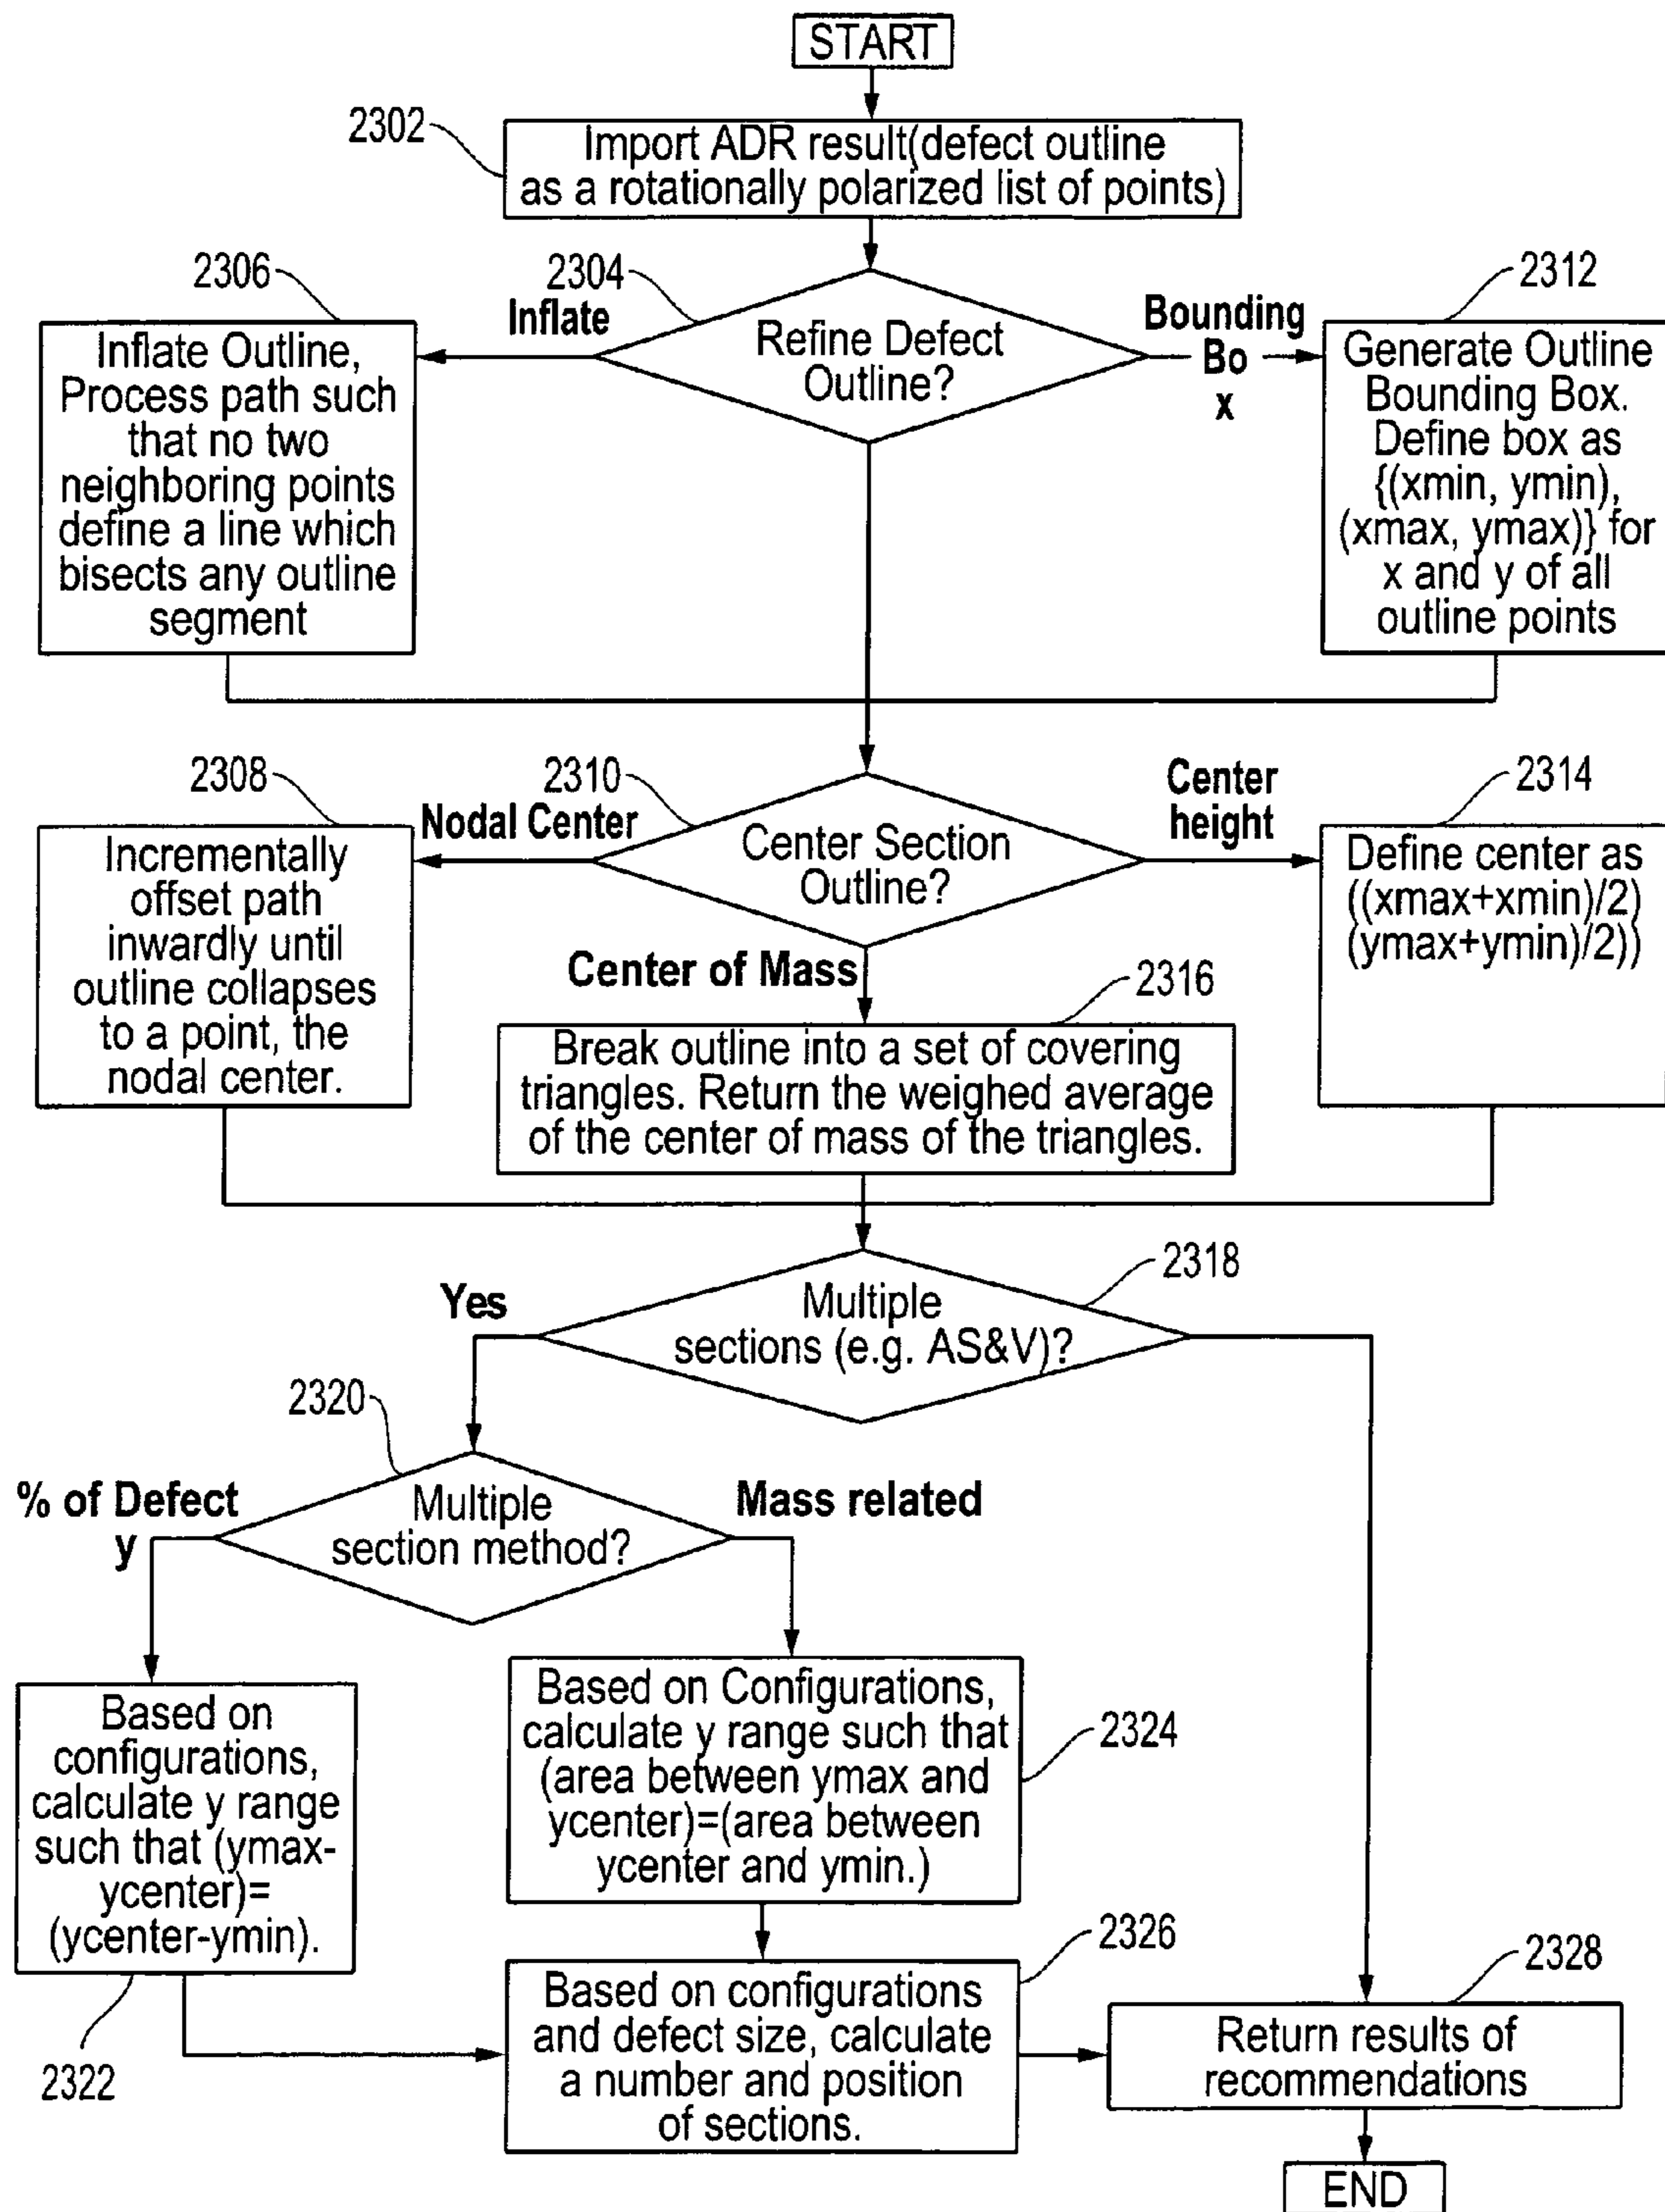 START
2302
Import ADR result(defect outline
as a rotationally polarized list of points)
2306
2304
2312
Inflate
Bounding
Bo
x
Refine Defect
Outline?
Inflate Outline,
Process path such
that no two
neighboring points
define a line which
bisects any outline
segment
Generate Outline
Bounding Box.
Define box as
{(xmin, ymin),
(xmax, ymax)} for
x and y of all
outline points
2308
2310
2314
Nodal Center
Center
height
Center Section
Outline?
Incrementally
offset path
inwardly until
outline collapses
to a point, the
nodal center.
Define center as
((xmax+xmin)/2)
(ymax+ymin)/2))
Center of Mass
2316
Break outline into a set of covering
triangles. Return the weighed average
of the center of mass of the triangles.
2318
Yes
Multiple
sections (e.g. AS&V)?
2320
% of Defect
y
Multiple
section method?
Mass related
Based on
configurations,
calculate y range
such that (ymax-
ycenter)=
(ycenter-ymin).
2322
Based on Configurations,
calculate y range such that
(area between ymax and
ycenter)=(area between
ycenter and ymin.)
2324
2326
Based on configurations
and defect size, calculate
a number and position
of sections.
2328
Return results of
recommendations
END